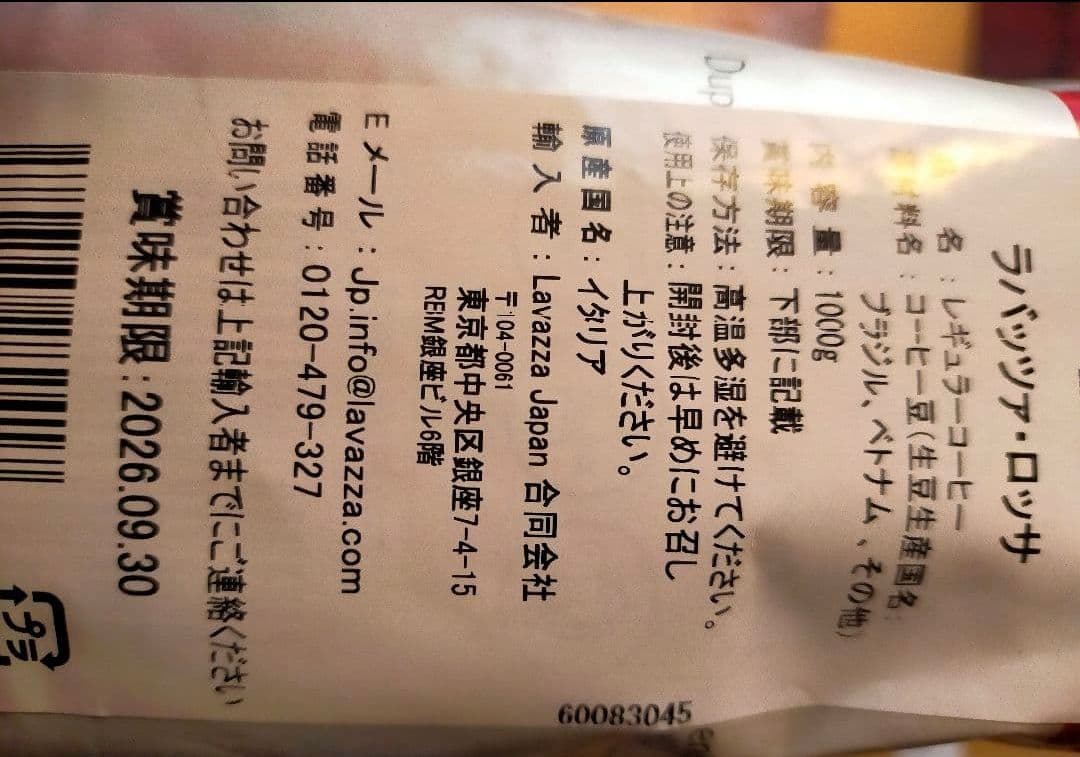 ラバッツァ・ロッサ
名：レギュラーコーヒー
材料名：コーヒー豆(生豆生産国名:
ブラジル、ベトナム、その他)
内容量：1000g
賞味期限：下部に記載
保存方法：高温多湿を避けてください。
使用上の注意：開封後は早めにお召し
上がりください。
原産国名：イタリア
輸入者：Lavazza Japan 合同会社
〒104-0061
東京都中央区銀座7-4-15
REIM銀座ビル6階
Eメール：Jp.info@lavazza.com
電話番号：0120-479-327
お問い合わせは上記輸入者までにご連絡ください
賞味期限：2026.09.30
プラ
60083045
Dup